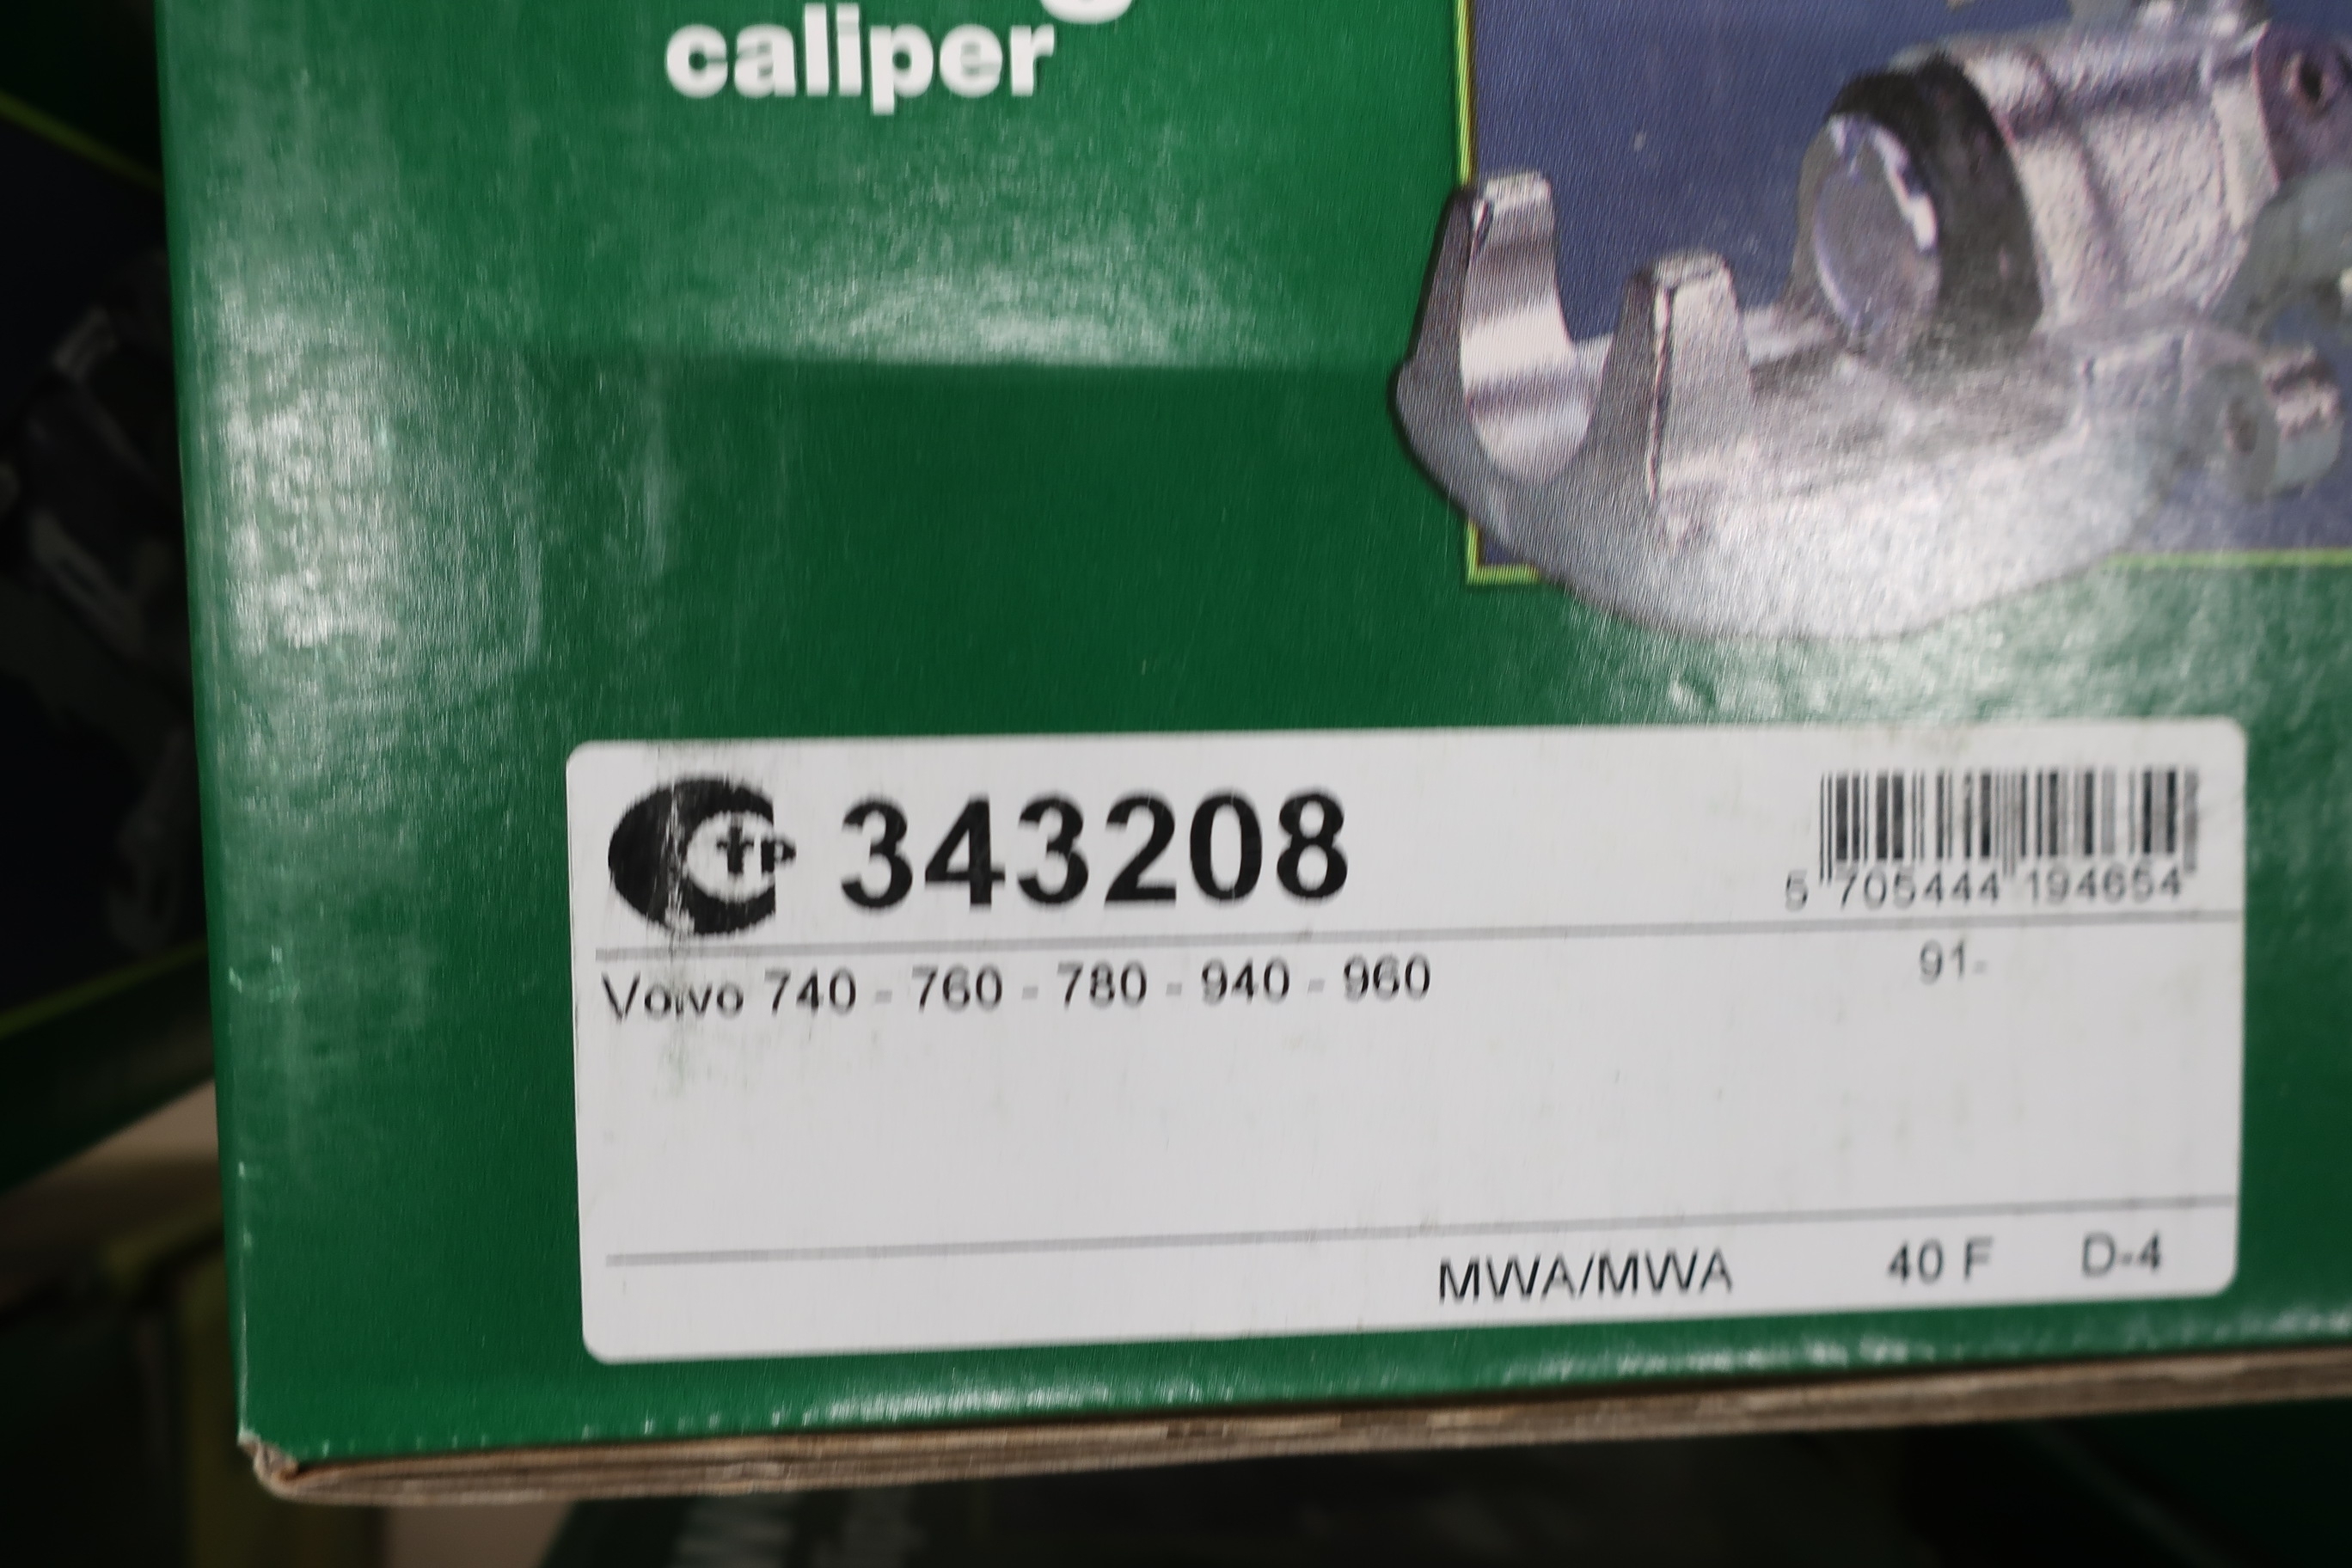 caliper
343208
5 705444 194654
Volvo 740 - 760 - 780 - 940 - 960
91-
MWA/MWA 40 F D-4